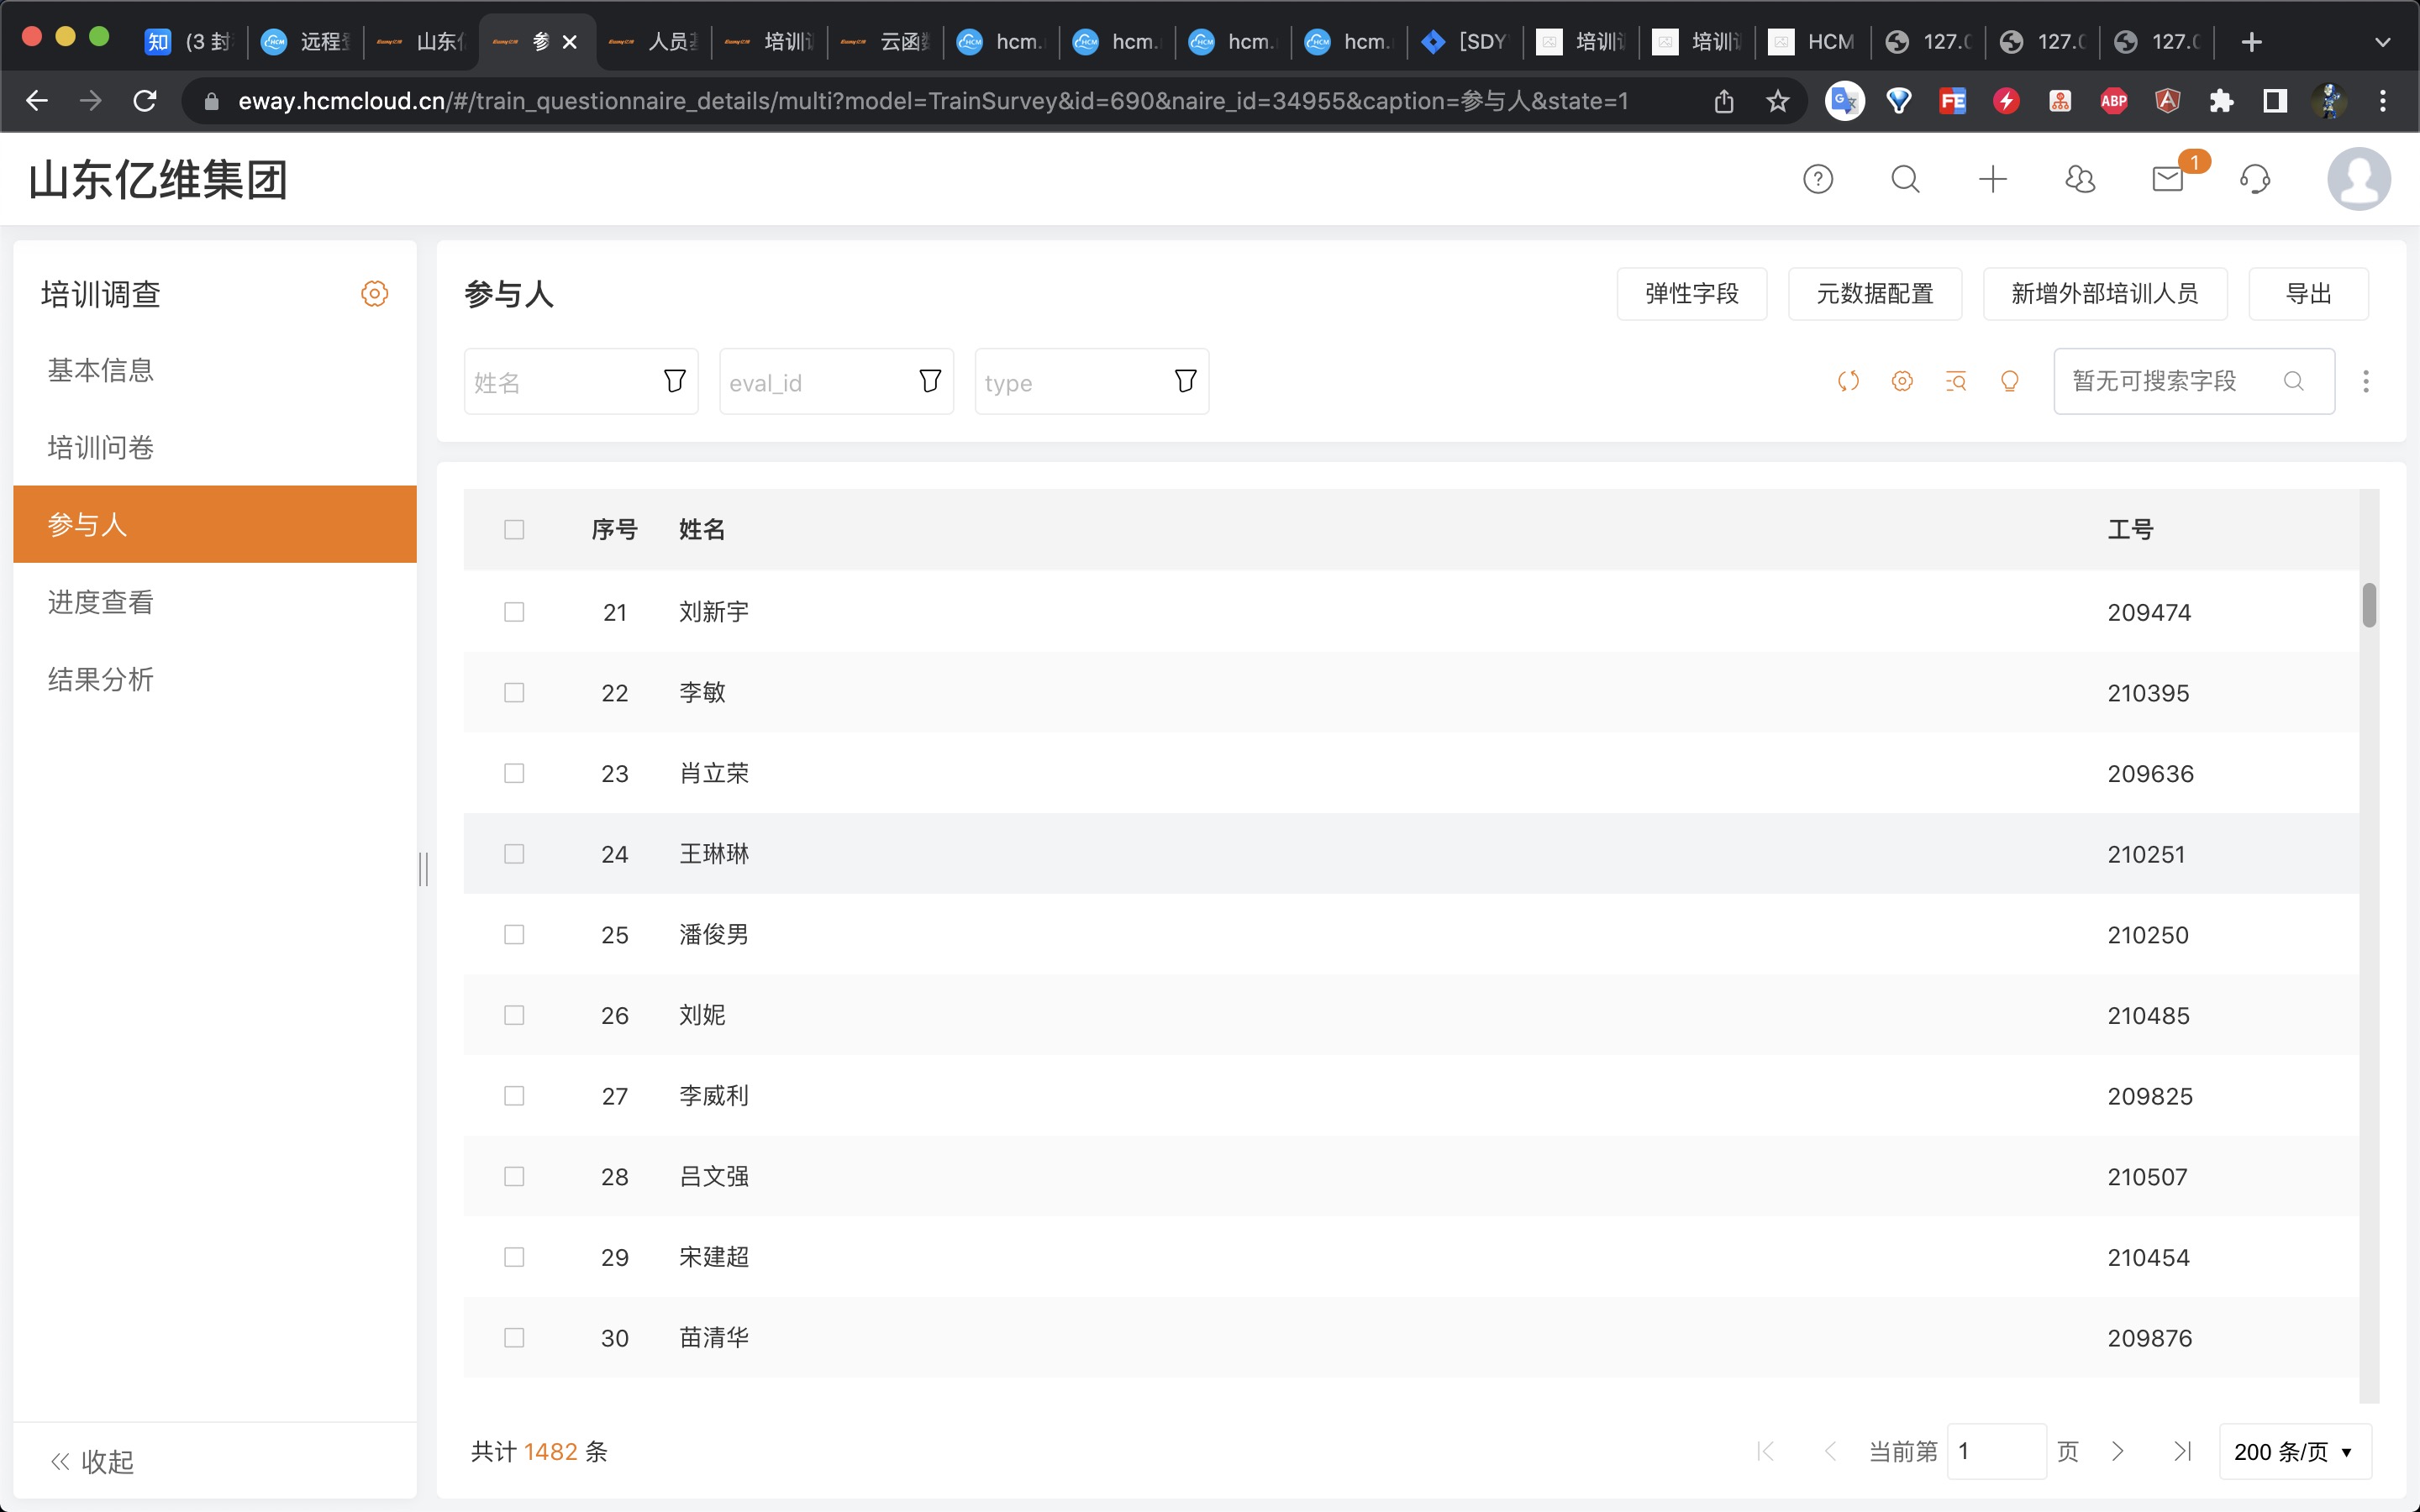 知 (3 封 远程 山东 参 人员 培训 云函 hcm. hcm. hcm. hcm. [SDY 培训 培训 HCM 127. 127. 127.
eway.hcmcloud.cn/#/train_questionnaire_details/multi?model=TrainSurvey&id=690&naire_id=34955&caption=参与人&state=1
FE ABP
山东亿维集团
1
培训调查
基本信息
培训问卷
参与人
进度查看
结果分析
收起
参与人
弹性字段 元数据配置 新增外部培训人员 导出
姓名 eval_id type 暂无可搜索字段
序号 姓名 工号
21 刘新宇 209474
22 李敏 210395
23 肖立荣 209636
24 王琳琳 210251
25 潘俊男 210250
26 刘妮 210485
27 李威利 209825
28 吕文强 210507
29 宋建超 210454
30 苗清华 209876
共计 1482 条
当前第 1 页 200 条/页